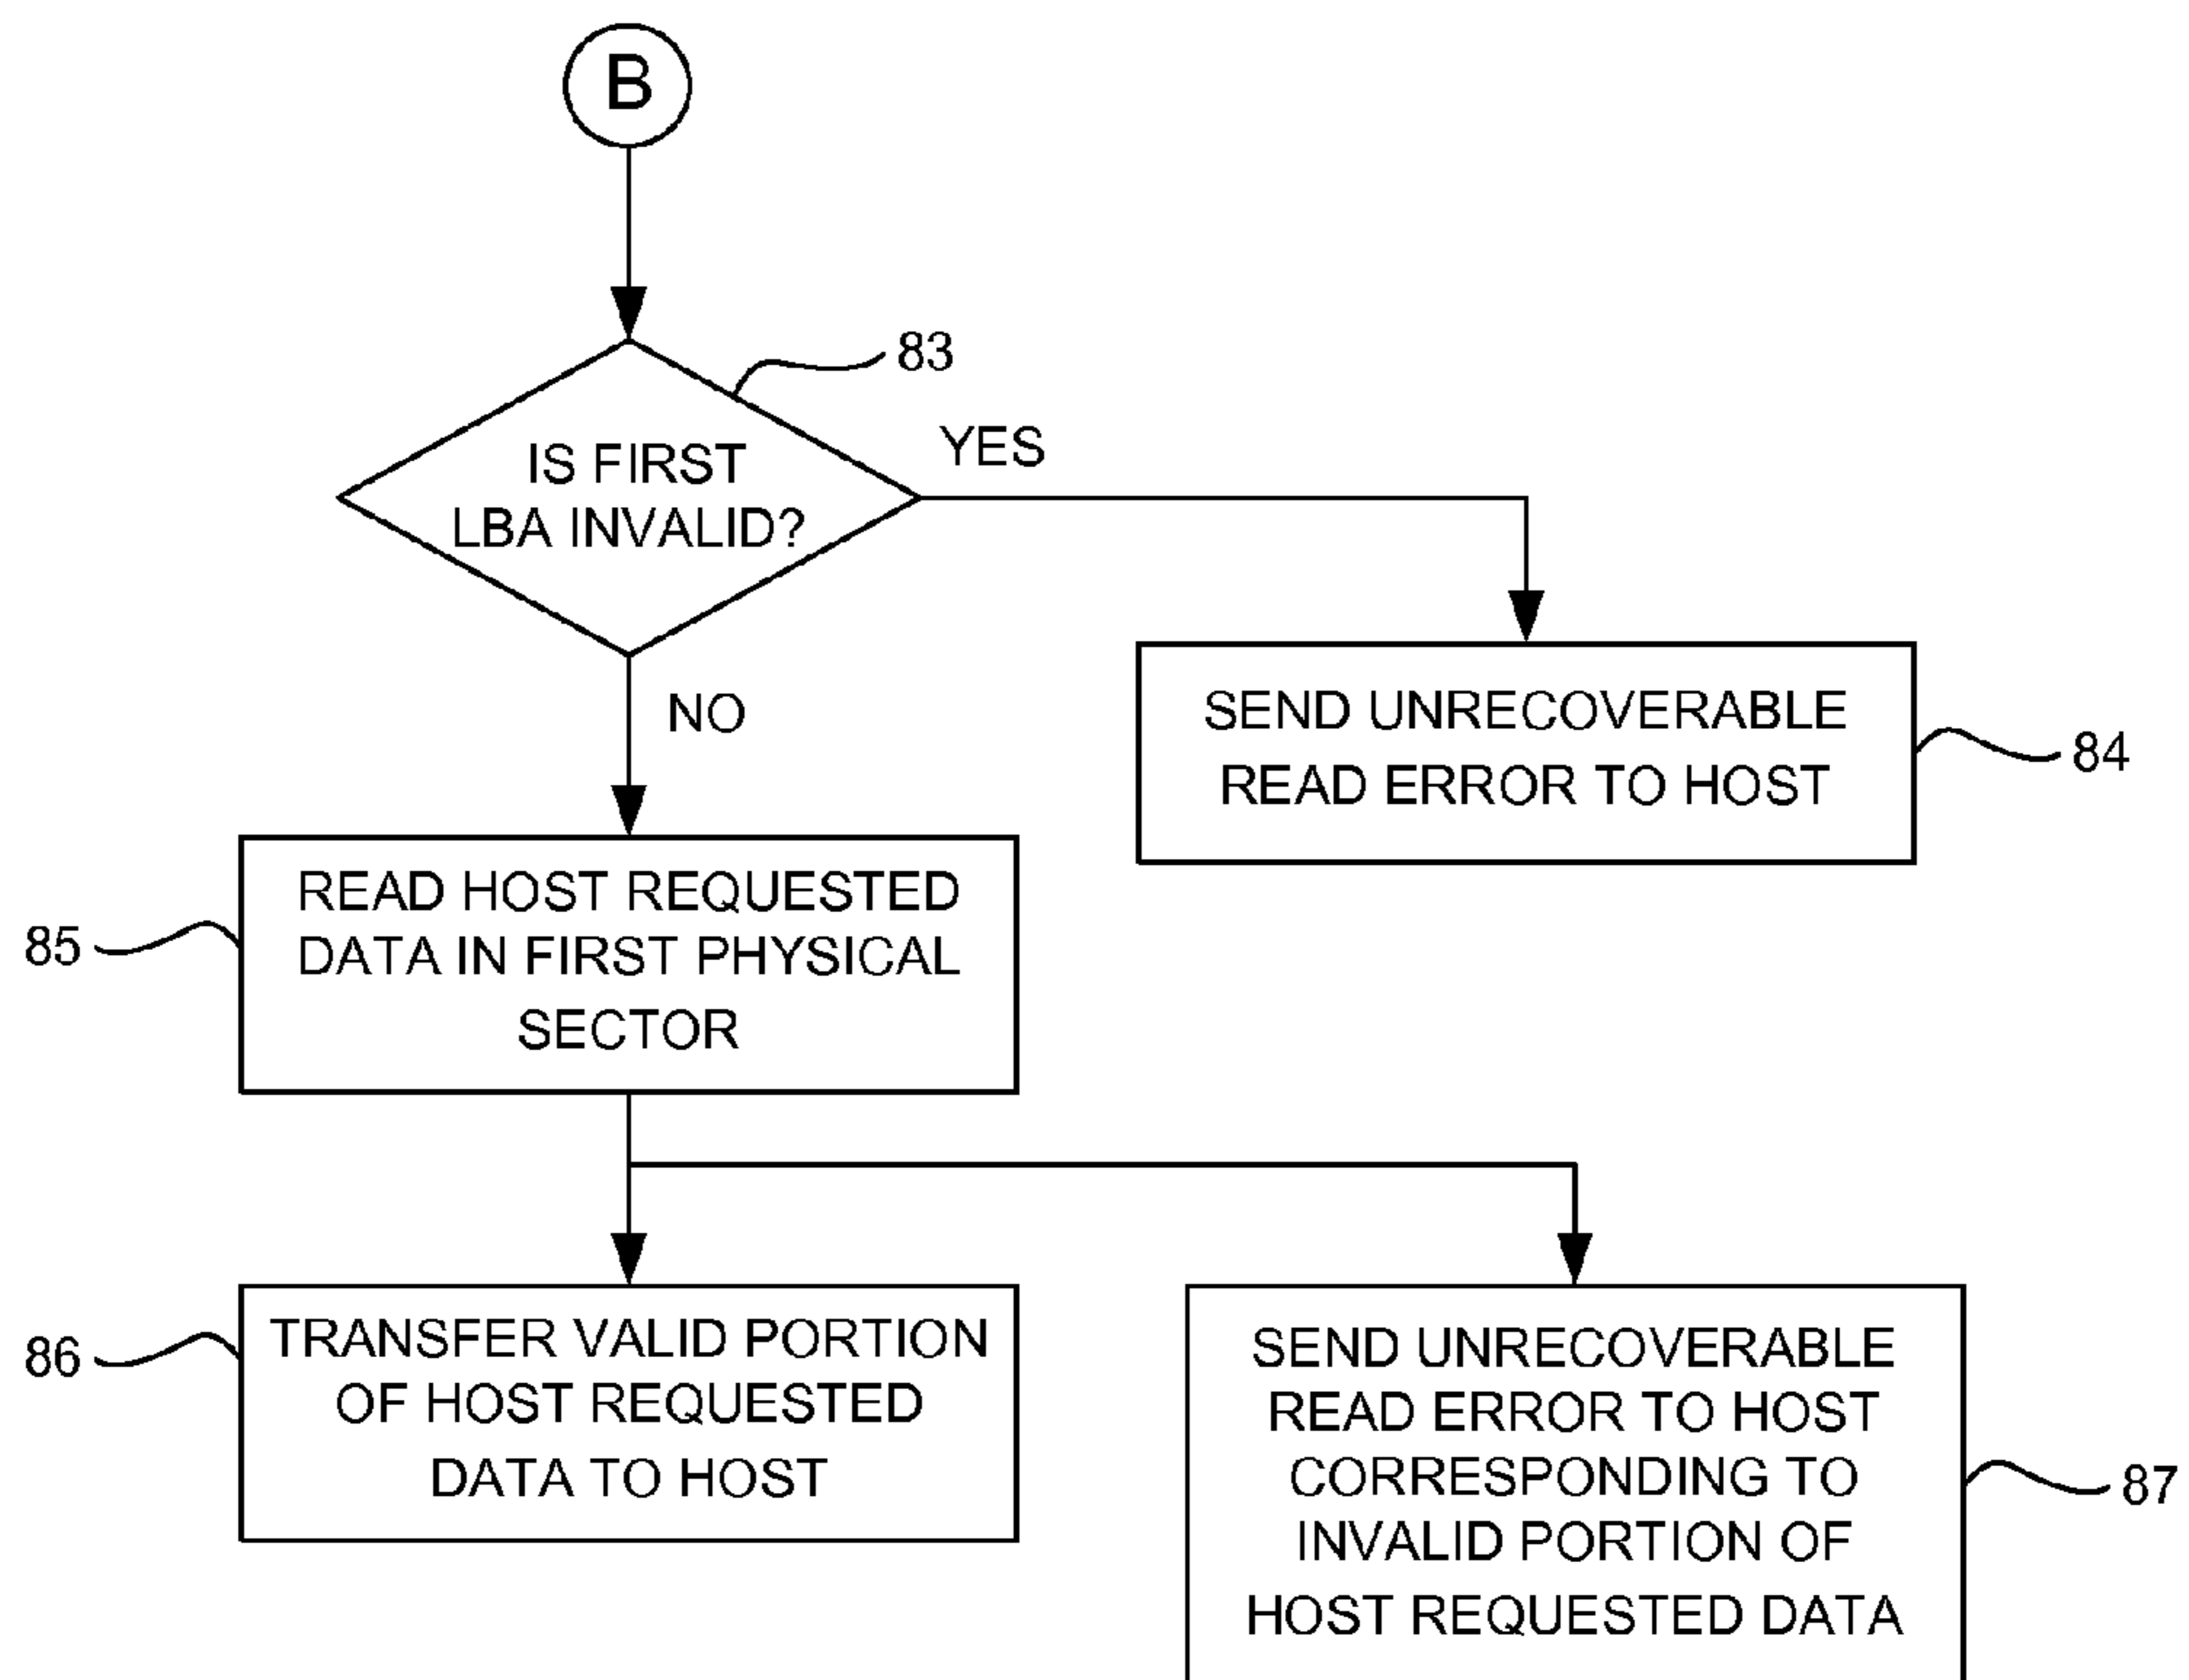 B
83
IS FIRST
LBA INVALID?
YES
NO
SEND UNRECOVERABLE
READ ERROR TO HOST
84
85
READ HOST REQUESTED
DATA IN FIRST PHYSICAL
SECTOR
86
TRANSFER VALID PORTION
OF HOST REQUESTED
DATA TO HOST
SEND UNRECOVERABLE
READ ERROR TO HOST
CORRESPONDING TO
INVALID PORTION OF
HOST REQUESTED DATA
87